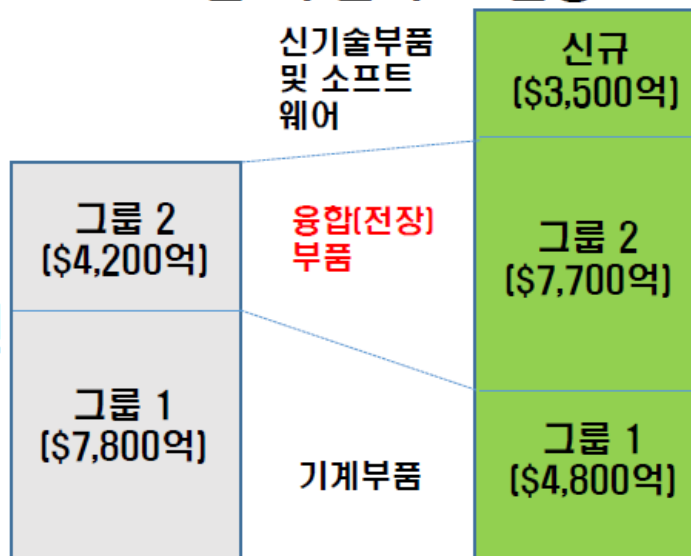 신기술부품
및 소프트
웨어
신규
($3,500억)
그룹 2
($4,200억)
융합(전장)
부품
그룹 2
($7,700억)
그룹 1
($7,800억)
기계부품
그룹 1
($4,800억)